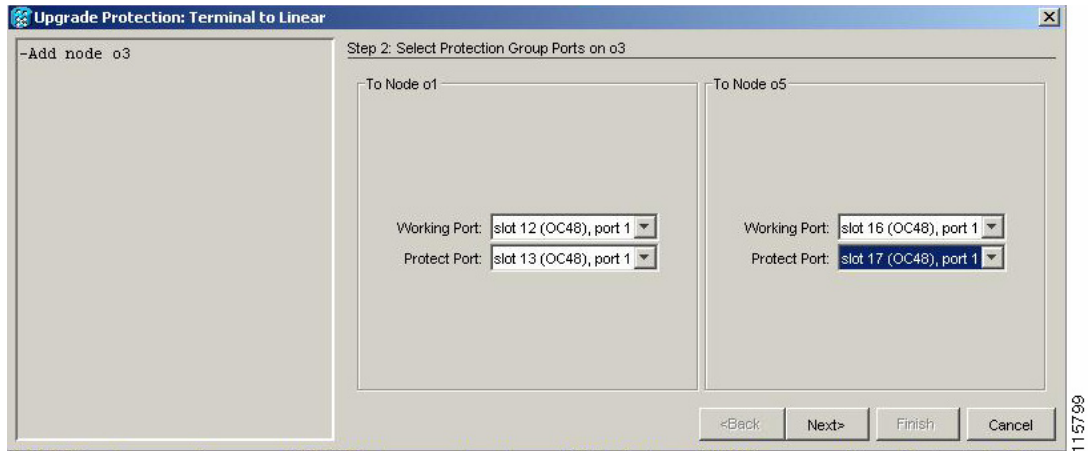 Upgrade Protection: Terminal to Linear
-Add node o3
Step 2: Select Protection Group Ports on o3
To Node o1
Working Port: slot 12 (OC48), port 1
Protect Port: slot 13 (OC48), port 1
To Node o5
Working Port: slot 16 (OC48), port 1
Protect Port: slot 17 (OC48), port 1
<Back Next> Finish Cancel
115799